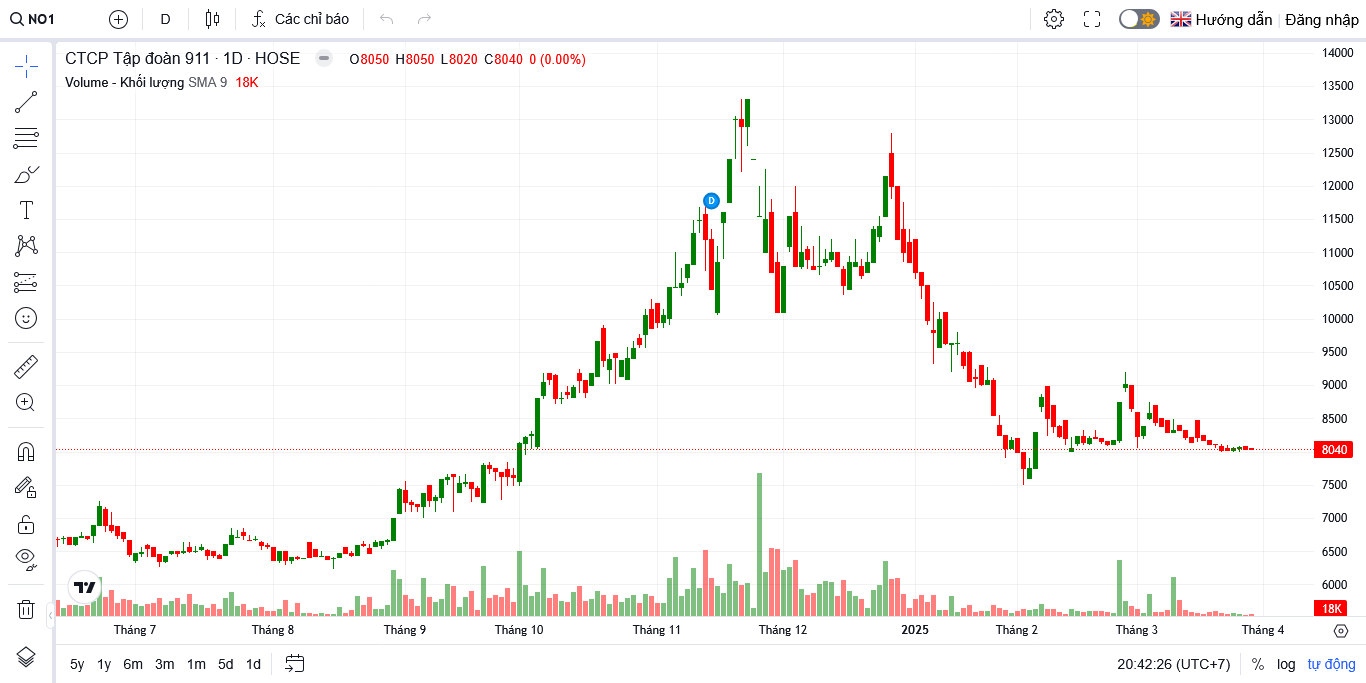 NO1 D Các chỉ báo Hướng dẫn Đăng nhập
CTCP Tập đoàn 911 · 1D · HOSE O8050 H8050 L8020 C8040 0 (0.00%)
Volume - Khối lượng SMA 9 18K
14000
13500
13000
12500
12000
D
11500
11000
10500
10000
9500
9000
8500
8040
7500
7000
6500
6000
18K
Tháng 7 Tháng 8 Tháng 9 Tháng 10 Tháng 11 Tháng 12 2025 Tháng 2 Tháng 3 Tháng 4
5y 1y 6m 3m 1m 5d 1d 20:42:26 (UTC+7) % log tự động